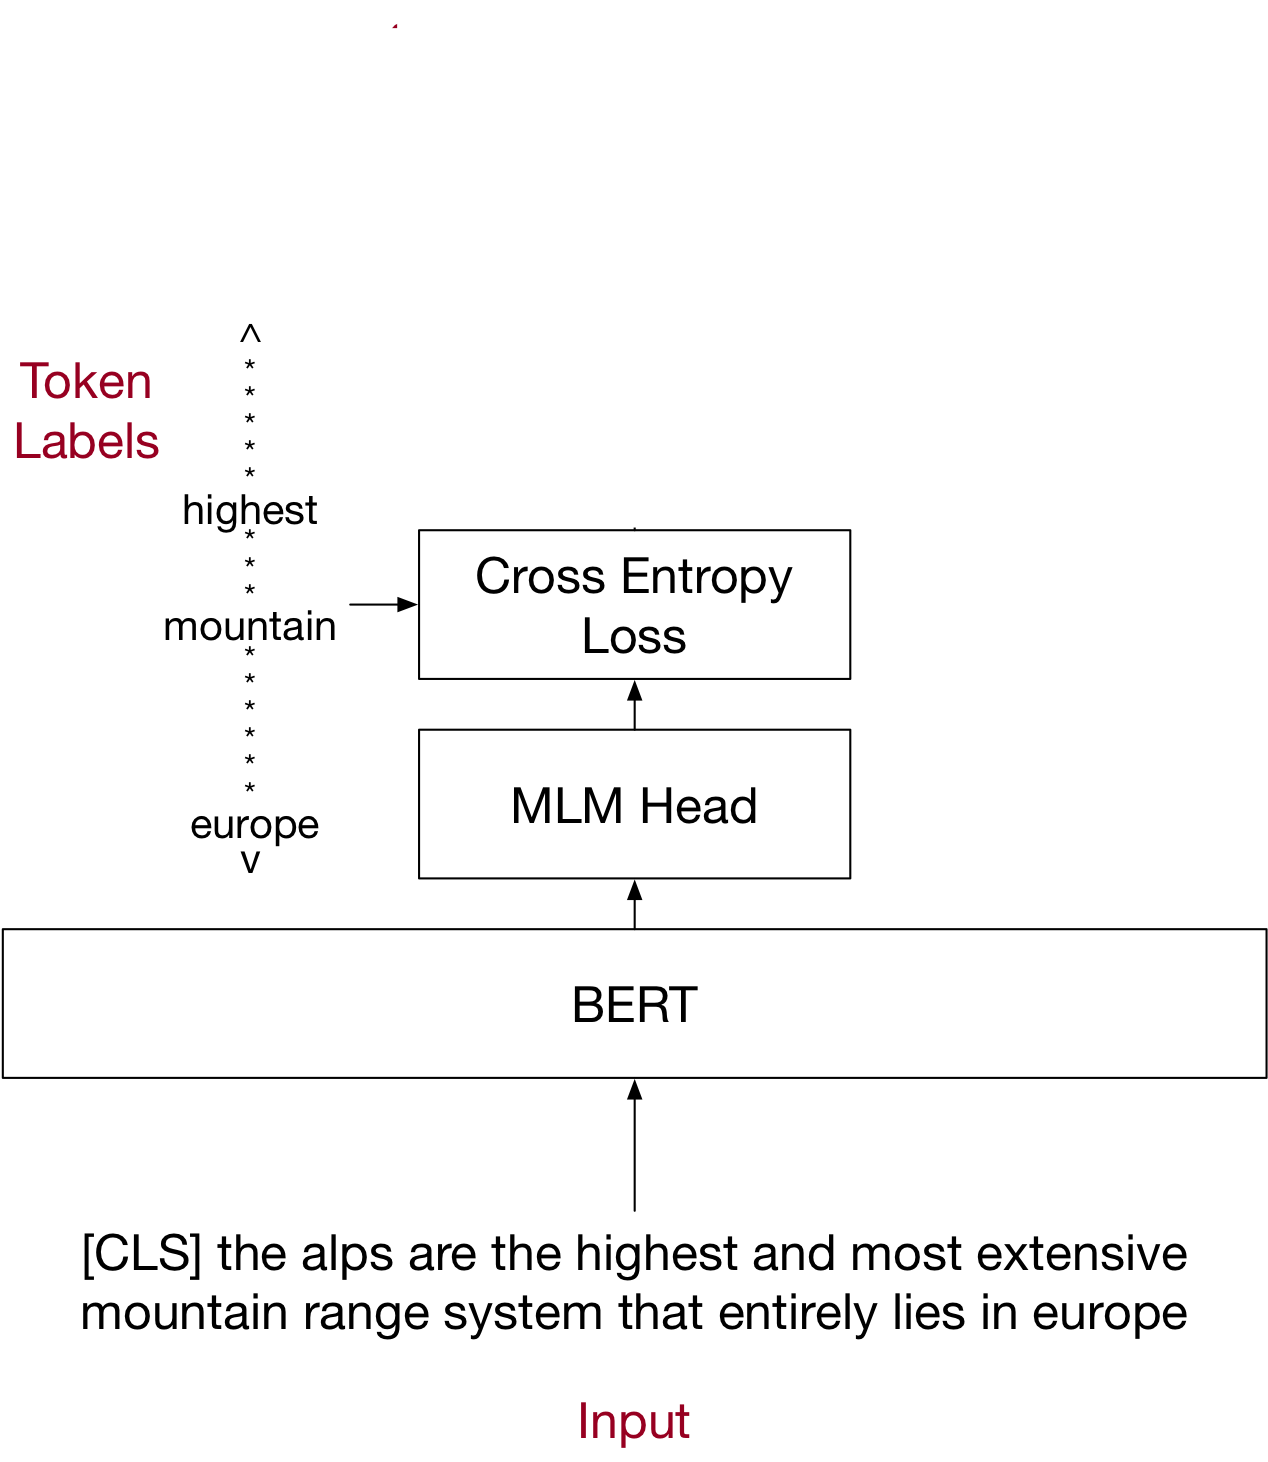 Token
Labels
^
*
*
*
*
*
highest
*
*
*
mountain
*
*
*
*
*
*
europe
v
Cross Entropy
Loss
MLM Head
BERT
[CLS] the alps are the highest and most extensive
mountain range system that entirely lies in europe
Input